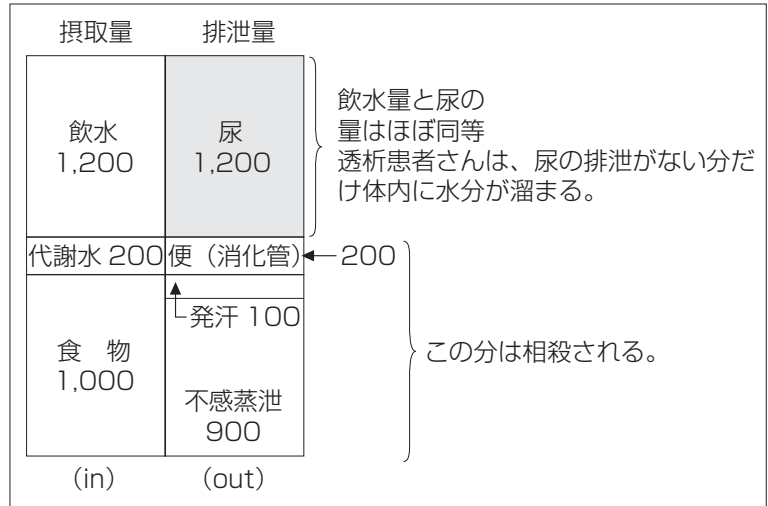 摂取量 排泄量
飲水
1,200
尿
1,200
飲水量と尿の
量はほぼ同等
透析患者さんは、尿の排泄がない分だ
け体内に水分が溜まる。
代謝水 200
便（消化管）
200
発汗 100
食　物
1,000
不感蒸泄
900
この分は相殺される。
(in) (out)